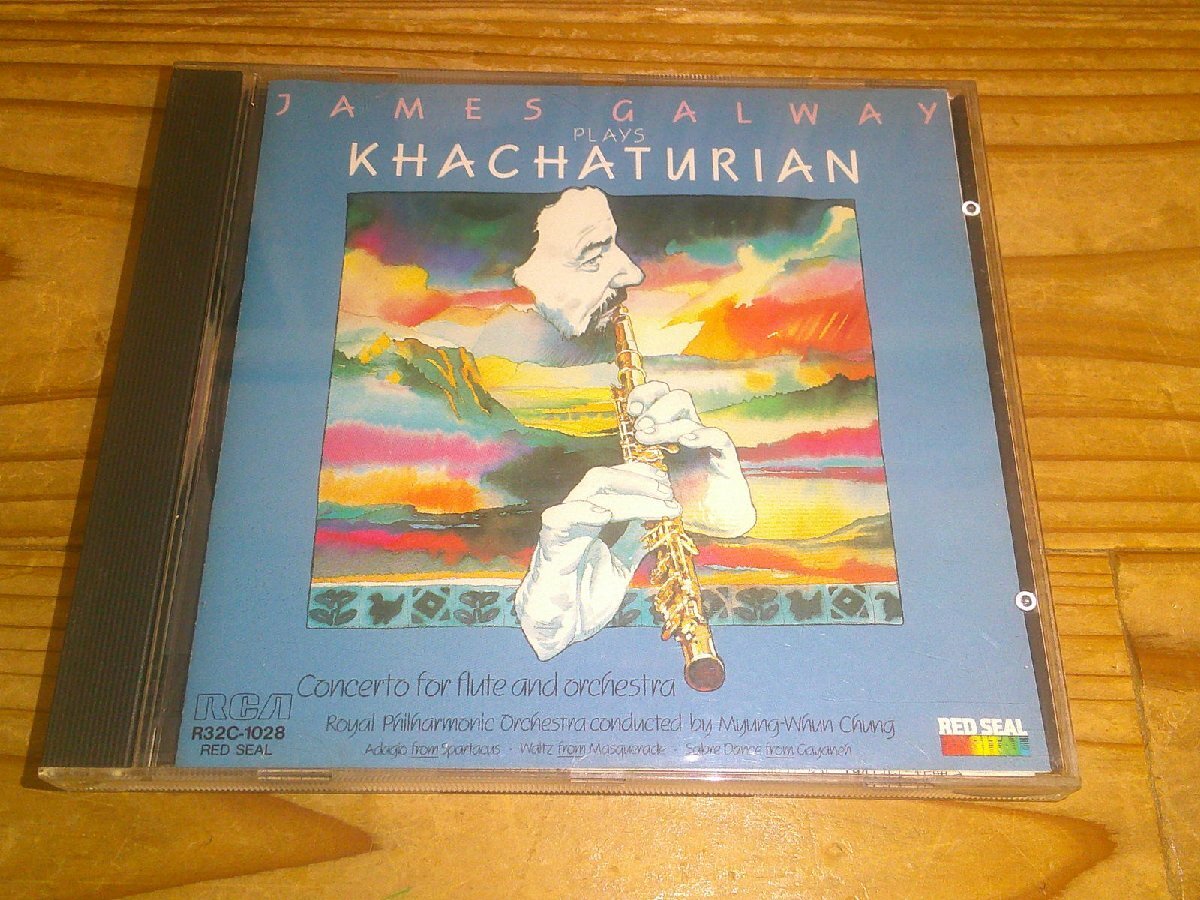 JAMES GALWAY
PLAYS
KHACHATURIAN
Concerto for flute and orchestra
Royal Philharmonic Orchestra conducted by Myung-Whun Chung
Adagio from Spartacus · Waltz from Masquerade · Sabre Dance from Gayaneh
RCA
R32C-1028
RED SEAL
RED SEAL
DIGITAL